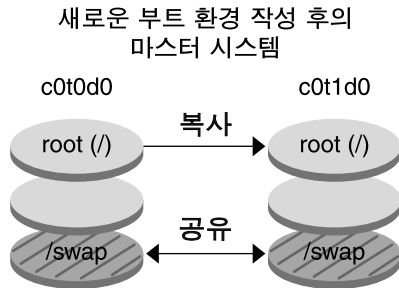 새로운 부트 환경 작성 후의
마스터 시스템
c0t0d0
c0t1d0
복사
root (/)
root (/)
공유
/swap
/swap